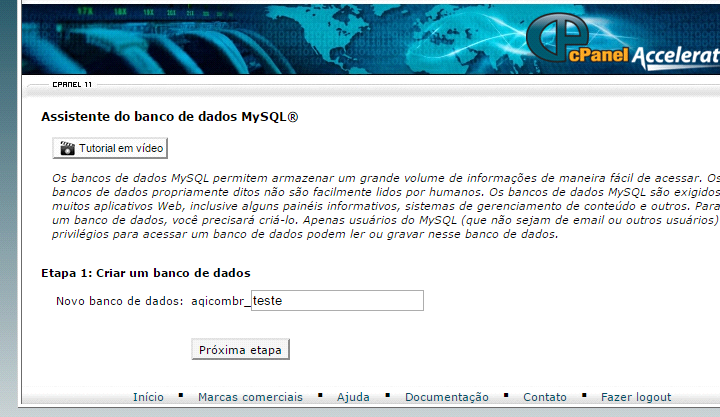 cPanel Accelerat
CPANEL 11
Assistente do banco de dados MySQL®
Tutorial em vídeo
Os bancos de dados MySQL permitem armazenar um grande volume de informações de maneira fácil de acessar. Os
bancos de dados propriamente ditos não são facilmente lidos por humanos. Os bancos de dados MySQL são exigidos
muitos aplicativos Web, inclusive alguns painéis informativos, sistemas de gerenciamento de conteúdo e outros. Para
um banco de dados, você precisará criá-lo. Apenas usuários do MySQL (que não sejam de email ou outros usuários)
privilégios para acessar um banco de dados podem ler ou gravar nesse banco de dados.
Etapa 1: Criar um banco de dados
Novo banco de dados: aqicombr_teste
Próxima etapa
Início ▪ Marcas comerciais ▪ Ajuda ▪ Documentação ▪ Contato ▪ Fazer logout